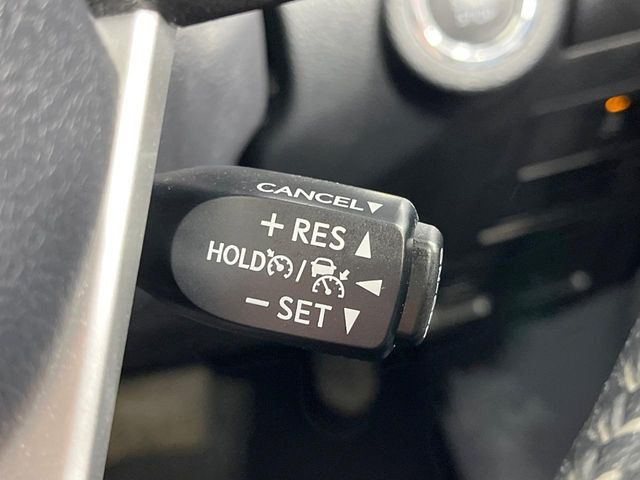 CANCEL▼
+ RES ▲
HOLD / ◀
− SET ▼